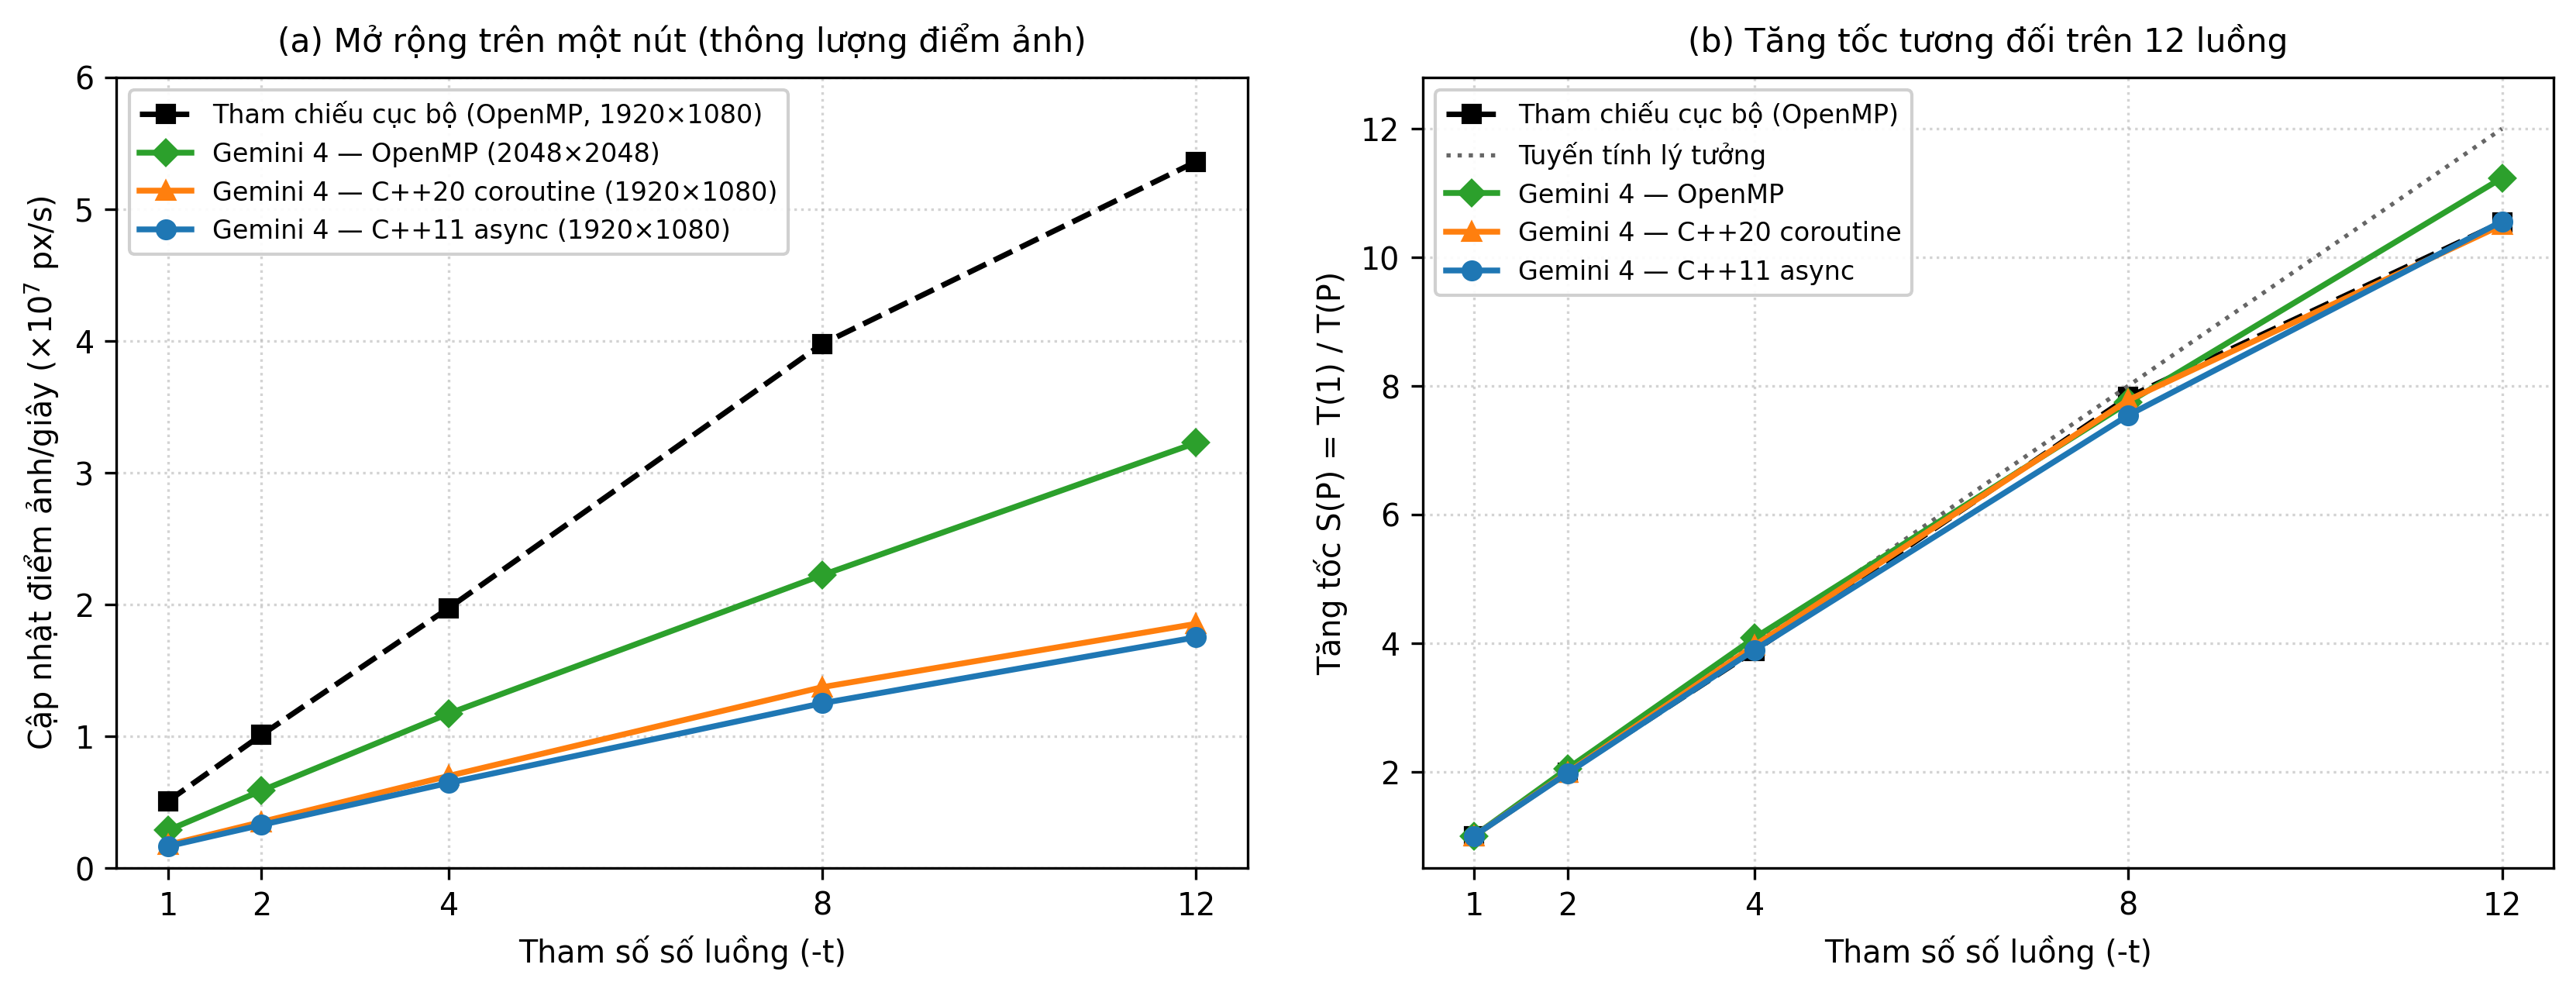 (a) Mở rộng trên một nút (thông lượng điểm ảnh)
Cập nhật điểm ảnh/giây (×10⁷ px/s)
6
5
4
3
2
1
0
Tham chiếu cục bộ (OpenMP, 1920×1080)
Gemini 4 — OpenMP (2048×2048)
Gemini 4 — C++20 coroutine (1920×1080)
Gemini 4 — C++11 async (1920×1080)
1 2 4 8 12
Tham số số luồng (-t)
(b) Tăng tốc tương đối trên 12 luồng
Tăng tốc S(P) = T(1) / T(P)
12
10
8
6
4
2
Tham chiếu cục bộ (OpenMP)
Tuyến tính lý tưởng
Gemini 4 — OpenMP
Gemini 4 — C++20 coroutine
Gemini 4 — C++11 async
1 2 4 8 12
Tham số số luồng (-t)